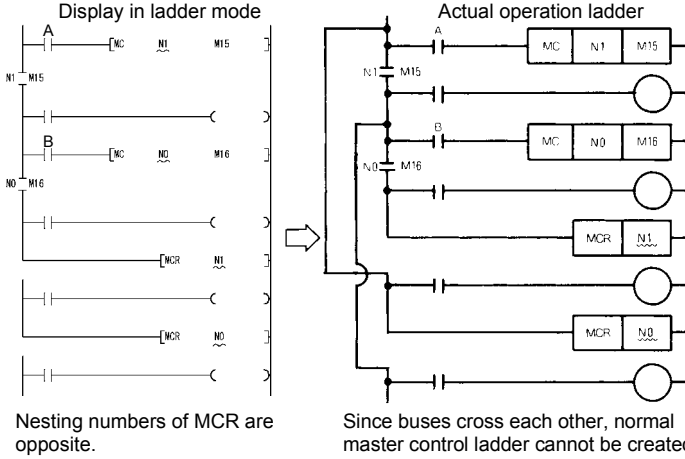 Display in ladder mode
A
MC N1 M15
N1 M15
B
MC N0 M16
N0 M16
MCR N1
MCR N0
Nesting numbers of MCR are
opposite.
Actual operation ladder
A
MC N1 M15
N1 M15
B
MC N0 M16
N0 M16
MCR N1
MCR N0
Since buses cross each other, normal
master control ladder cannot be created